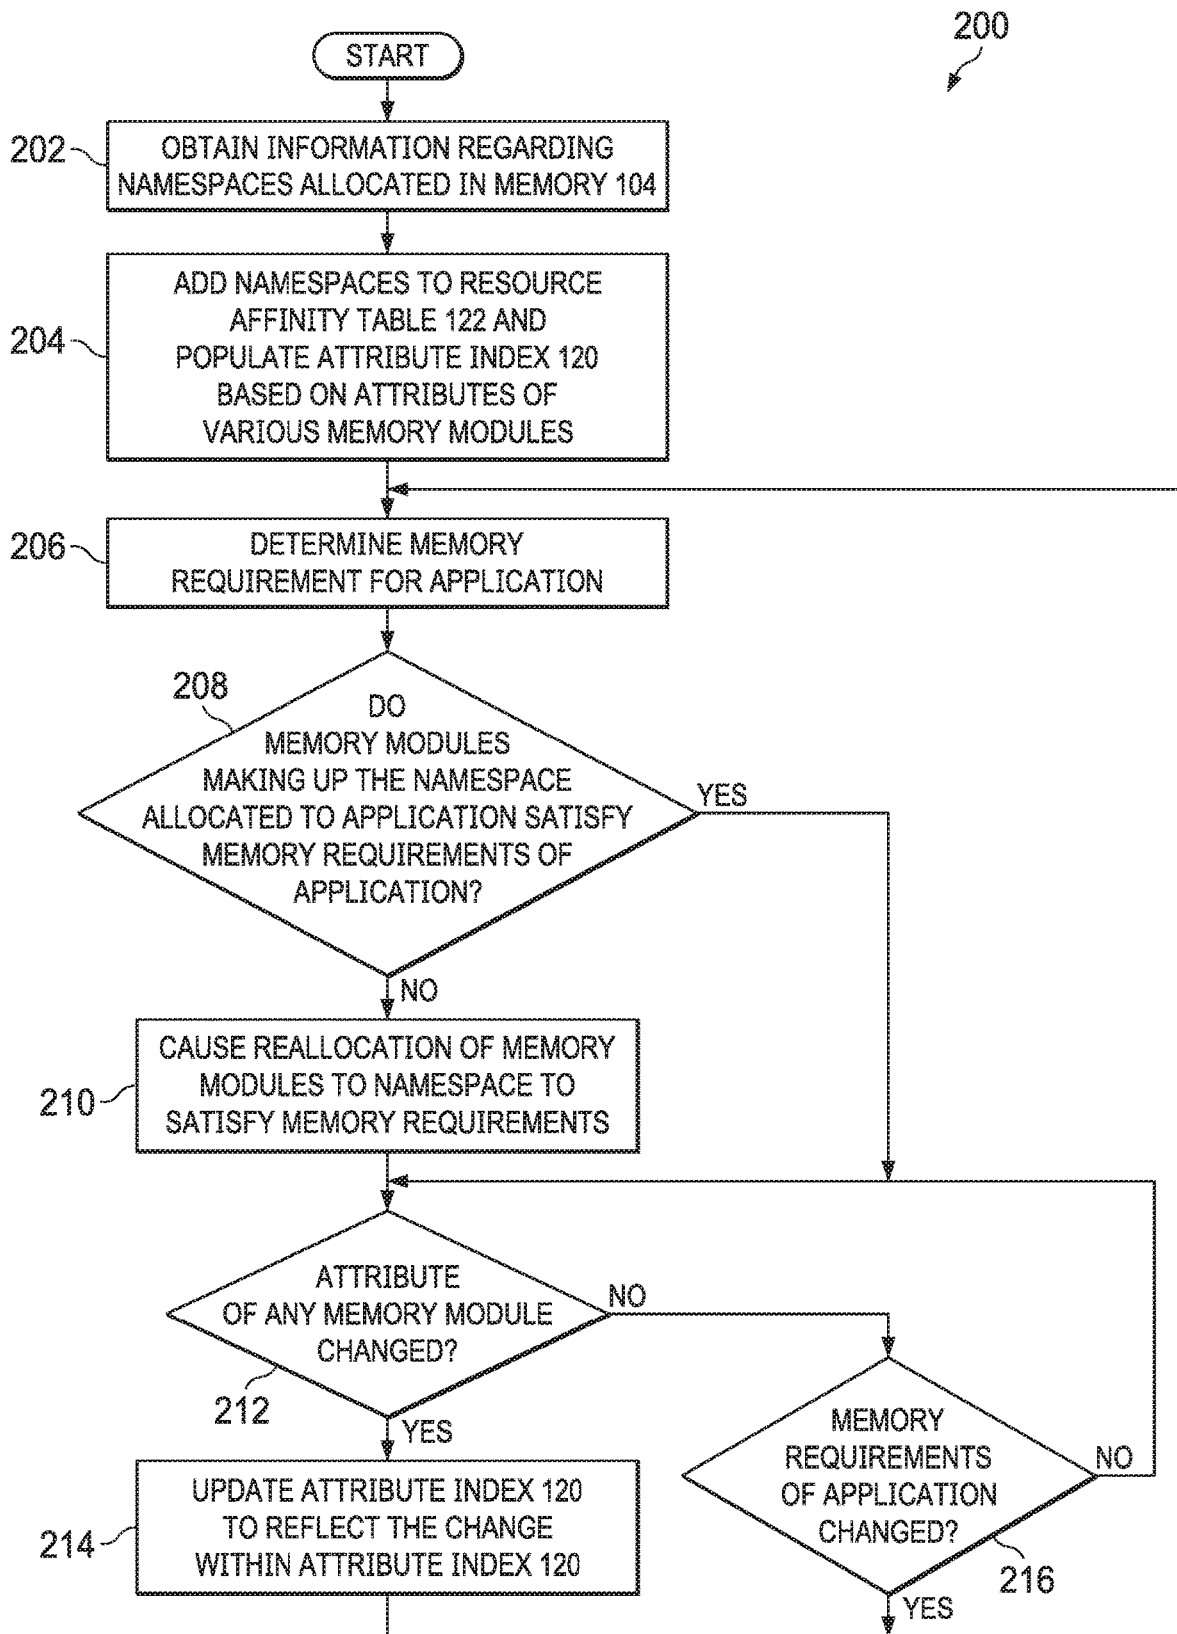 200
START
202
OBTAIN INFORMATION REGARDING
NAMESPACES ALLOCATED IN MEMORY 104
204
ADD NAMESPACES TO RESOURCE
AFFINITY TABLE 122 AND
POPULATE ATTRIBUTE INDEX 120
BASED ON ATTRIBUTES OF
VARIOUS MEMORY MODULES
206
DETERMINE MEMORY
REQUIREMENT FOR APPLICATION
208
DO
MEMORY MODULES
MAKING UP THE NAMESPACE
ALLOCATED TO APPLICATION SATISFY
MEMORY REQUIREMENTS OF
APPLICATION?
YES
NO
210
CAUSE REALLOCATION OF MEMORY
MODULES TO NAMESPACE TO
SATISFY MEMORY REQUIREMENTS
ATTRIBUTE
OF ANY MEMORY MODULE
CHANGED?
NO
212
YES
MEMORY
REQUIREMENTS
OF APPLICATION
CHANGED?
NO
216
YES
214
UPDATE ATTRIBUTE INDEX 120
TO REFLECT THE CHANGE
WITHIN ATTRIBUTE INDEX 120